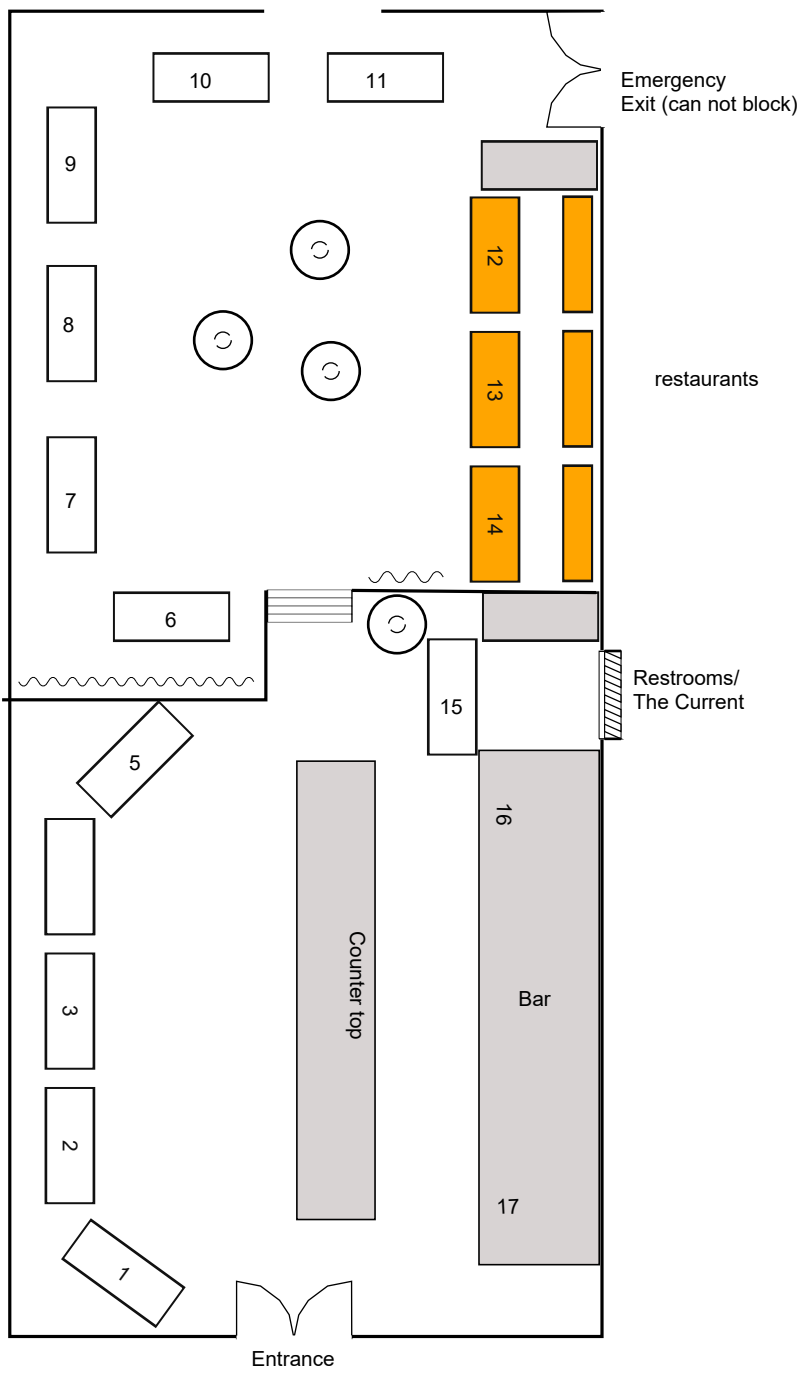 10
11
Emergency
Exit (can not block)
9
12
8
13
restaurants
7
14
6
Restrooms/
The Current
15
5
16
Counter top
Bar
3
2
17
1
Entrance